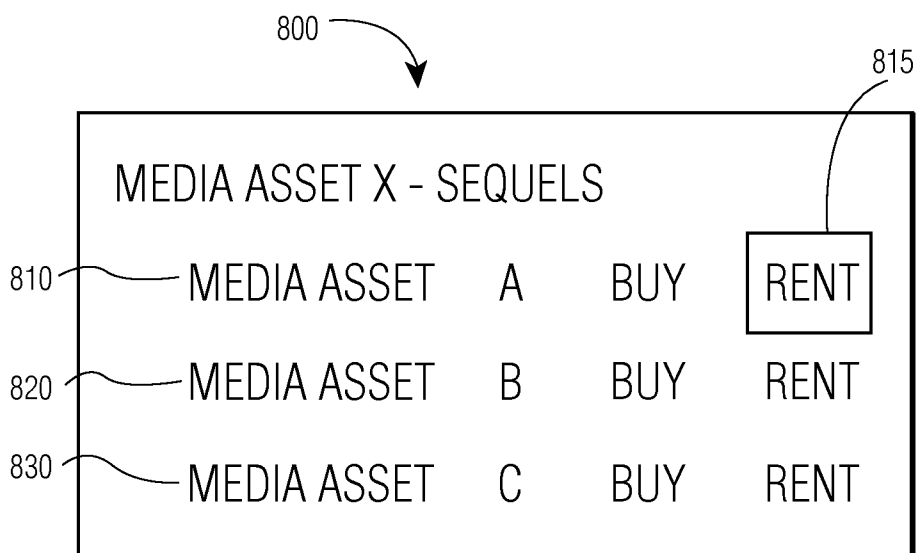 800
815
MEDIA ASSET X - SEQUELS
810 MEDIA ASSET A BUY RENT
820 MEDIA ASSET B BUY RENT
830 MEDIA ASSET C BUY RENT